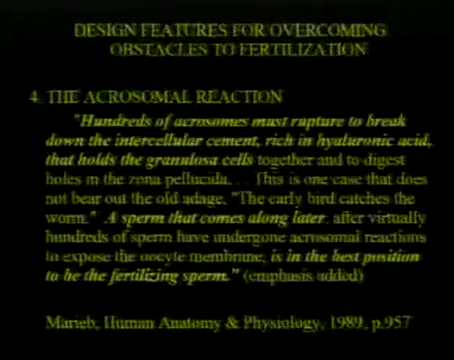 DESIGN FEATURES FOR OVERCOMING
OBSTACLES TO FERTILIZATION
4. THE ACROSOMAL REACTION
"Hundreds of acrosomes must rupture to break
down the intercellular cement, rich in hyaluronic acid,
that holds the granulosa cells together and to digest
holes in the zona pellucida. . . This is one case that does
not bear out the old adage, "The early bird catches the
worm." A sperm that comes along later, after virtually
hundreds of sperm have undergone acrosomal reactions
to expose the oocyte membrane, is in the best position
to be the fertilizing sperm." (emphasis added)
Marieb, Human Anatomy & Physiology, 1989, p.957